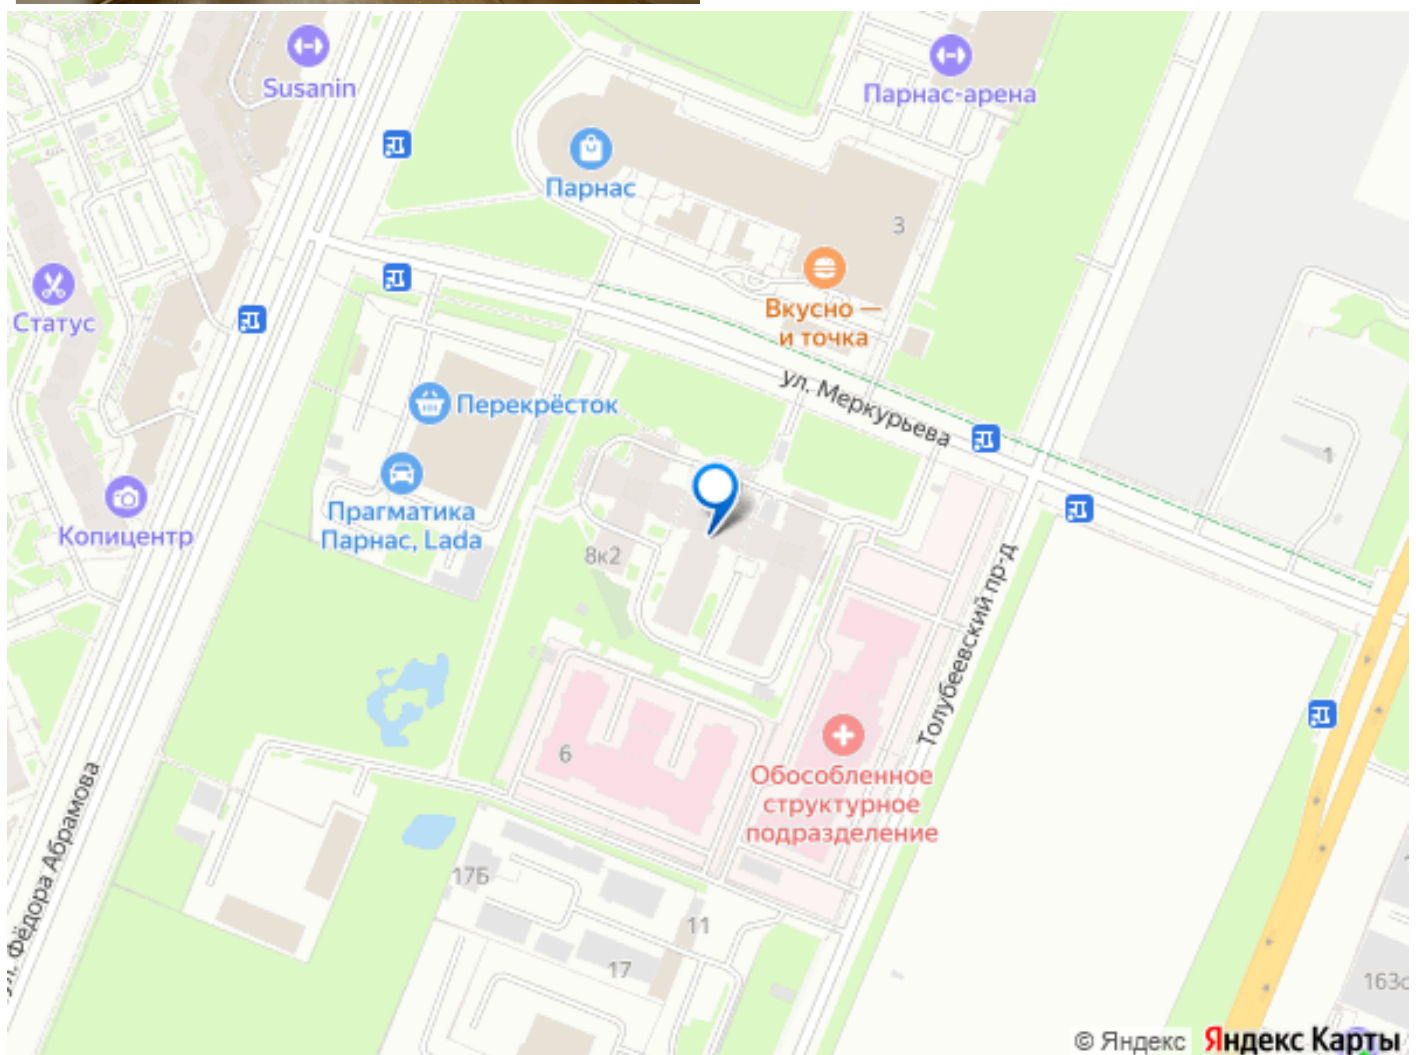 Susanin
Парнас-арена
Парнас
3
Статус
Вкусно —
и точка
ул. Меркурьева
Перекрёсток
1
Прагматика
Парнас, Lada
Копицентр
8к2
Толубеевский пр-д
6
Обособленное
структурное
подразделение
ул. Фёдора Абрамова
17Б
11
17
© Яндекс Яндекс Карты